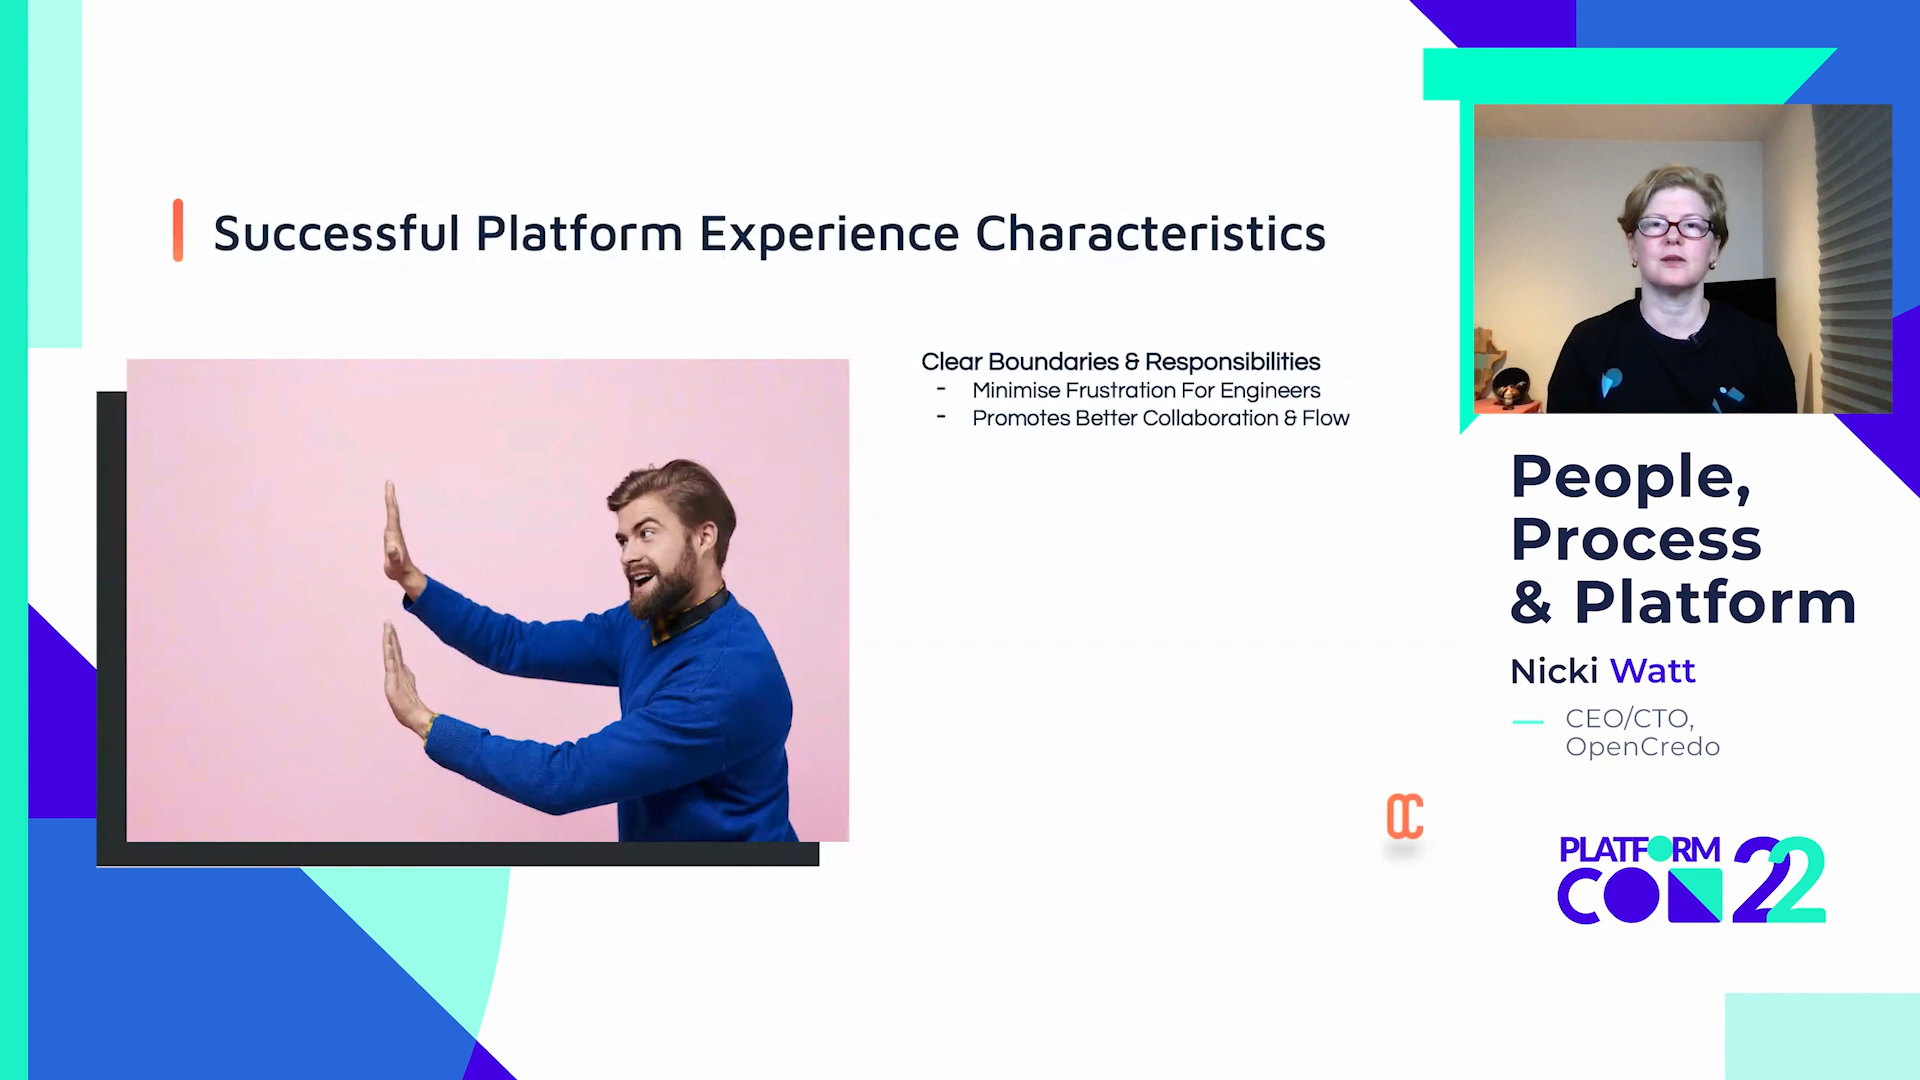 Successful Platform Experience Characteristics
Clear Boundaries & Responsibilities
- Minimise Frustration For Engineers
- Promotes Better Collaboration & Flow
People,
Process
& Platform
Nicki Watt
CEO/CTO,
OpenCredo
PLATFORM
CON 22